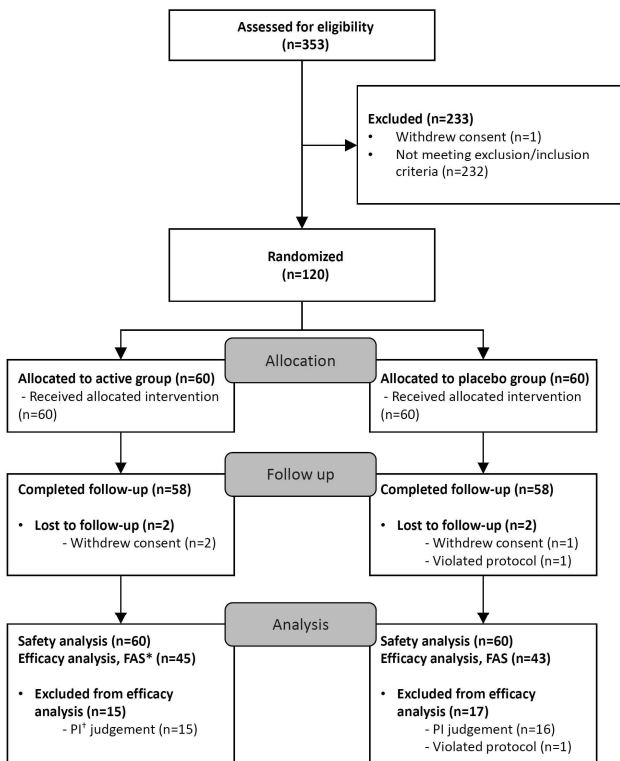 Assessed for eligibility
(n=353)
Excluded (n=233)
• Withdrew consent (n=1)
• Not meeting exclusion/inclusion
criteria (n=232)
Randomized
(n=120)
Allocation
Allocated to active group (n=60)
- Received allocated intervention
(n=60)
Allocated to placebo group (n=60)
- Received allocated intervention
(n=60)
Follow up
Completed follow-up (n=58)
• Lost to follow-up (n=2)
- Withdrew consent (n=2)
Completed follow-up (n=58)
• Lost to follow-up (n=2)
- Withdrew consent (n=1)
- Violated protocol (n=1)
Analysis
Safety analysis (n=60)
Efficacy analysis, FAS* (n=45)
• Excluded from efficacy
analysis (n=15)
- PI† judgement (n=15)
Safety analysis (n=60)
Efficacy analysis, FAS (n=43)
• Excluded from efficacy
analysis (n=17)
- PI judgement (n=16)
- Violated protocol (n=1)